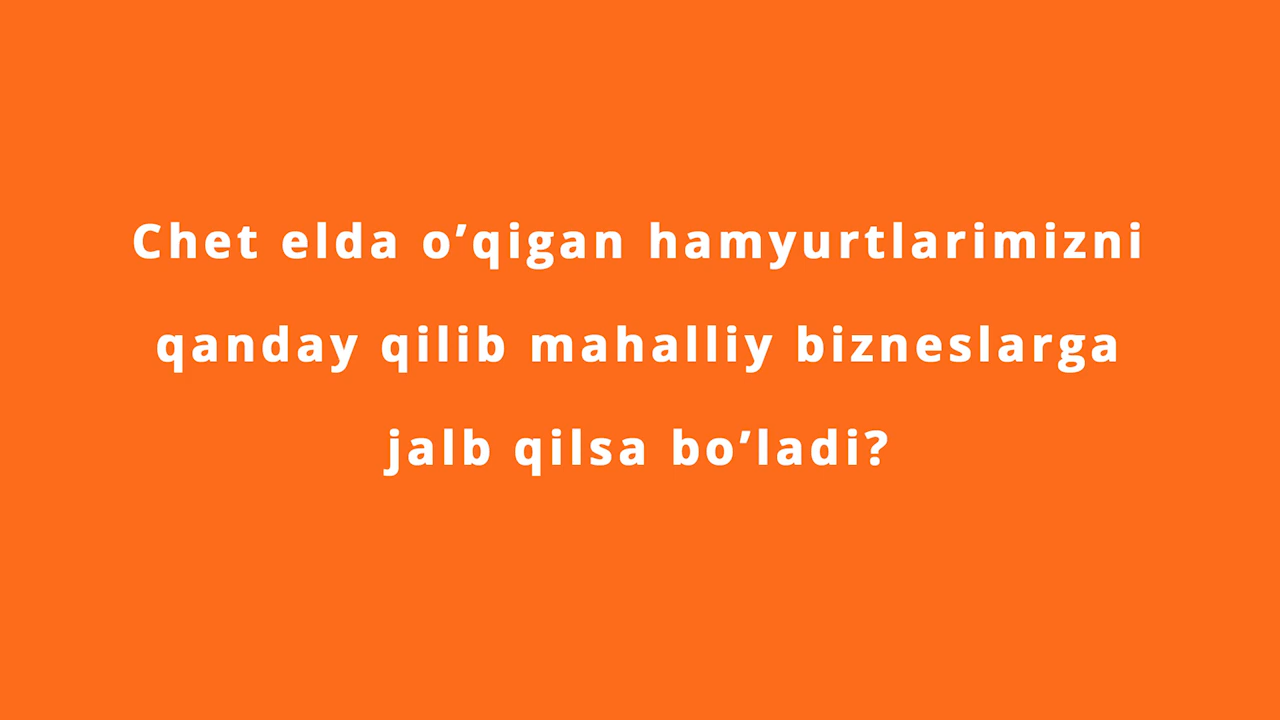 Chet elda o’qigan hamyurtlarimizni
qanday qilib mahalliy bizneslarga
jalb qilsa bo’ladi?